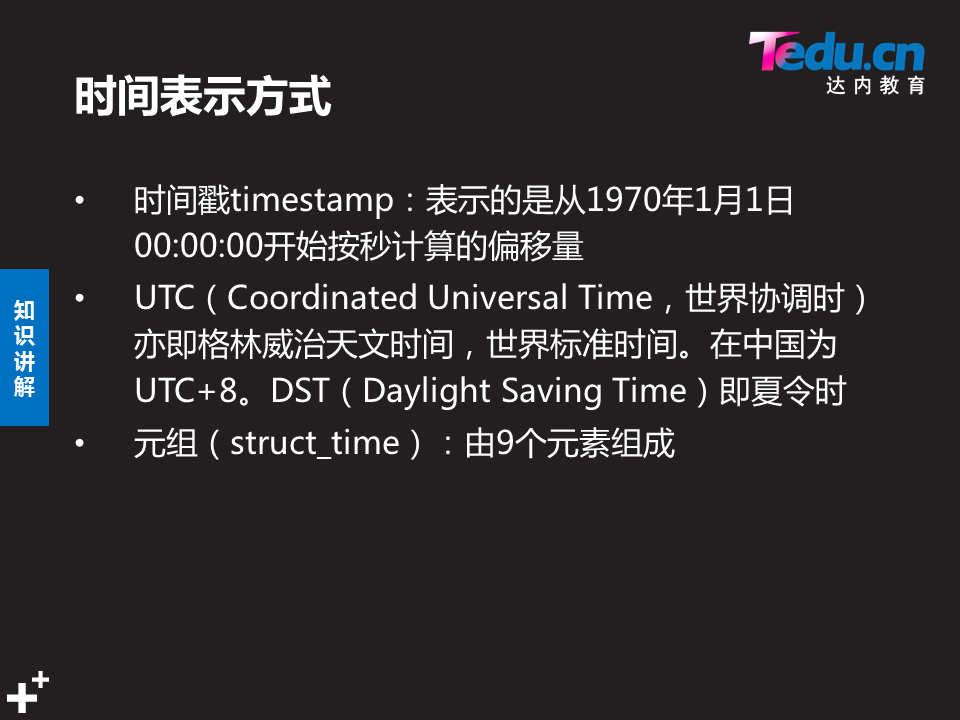 Tedu.cn
达内教育
时间表示方式
• 时间戳timestamp：表示的是从1970年1月1日
00:00:00开始按秒计算的偏移量
• UTC（Coordinated Universal Time，世界协调时）
亦即格林威治天文时间，世界标准时间。在中国为
UTC+8。DST（Daylight Saving Time）即夏令时
• 元组（struct_time）：由9个元素组成
知
识
讲
解